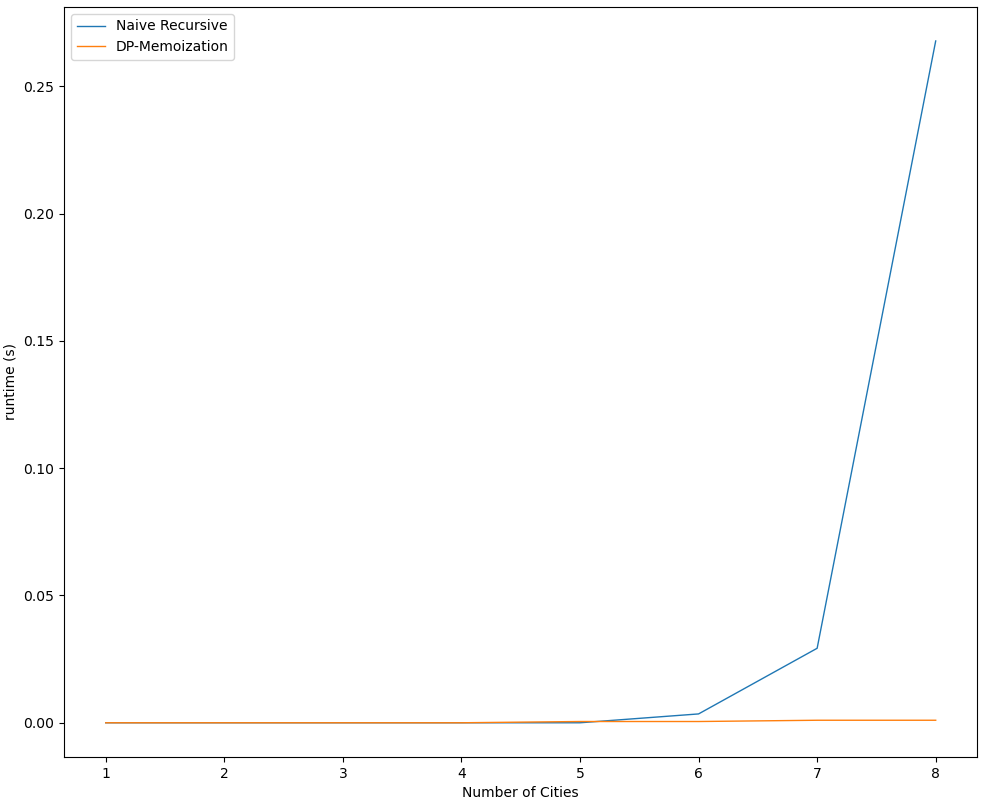 Naive Recursive
DP-Memoization
0.25
0.20
0.15
0.10
0.05
0.00
runtime (s)
1 2 3 4 5 6 7 8
Number of Cities